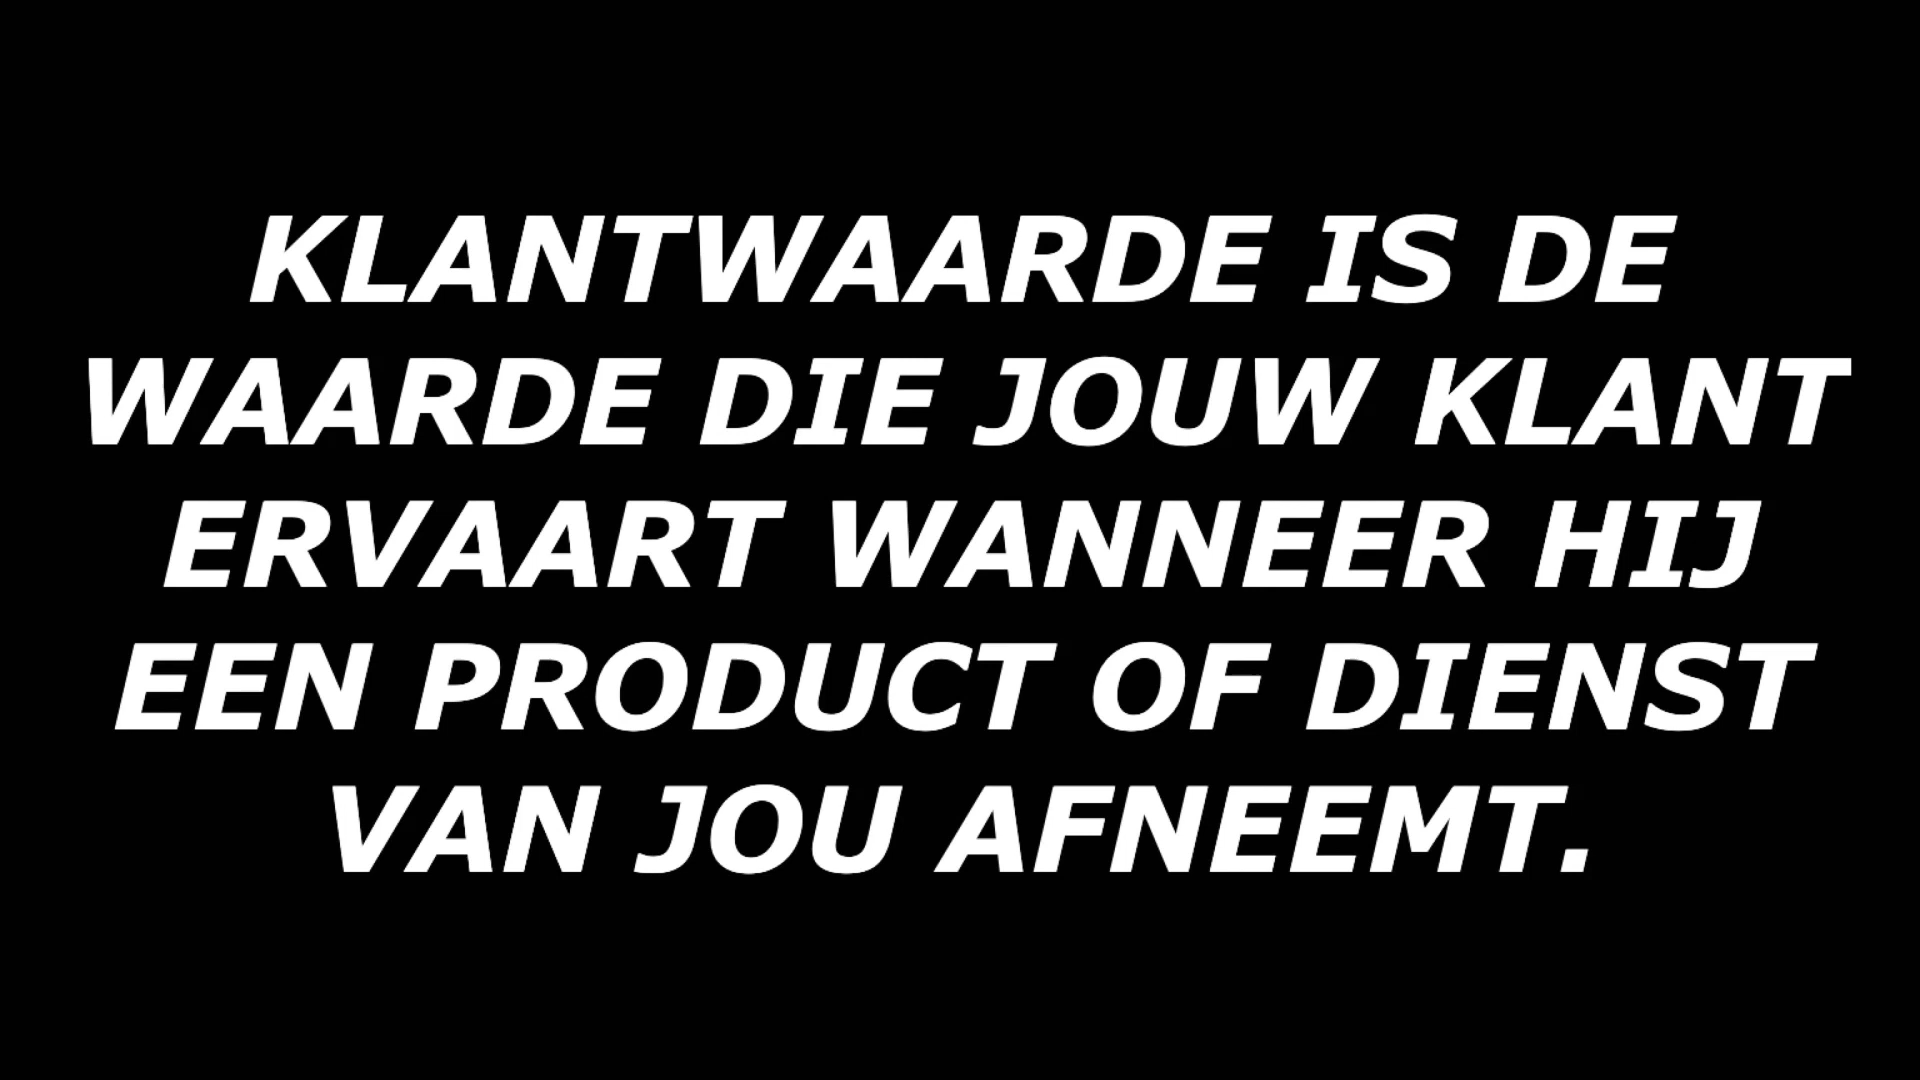 KLANTWAARDE IS DE
WAARDE DIE JOUW KLANT
ERVAART WANNEER HIJ
EEN PRODUCT OF DIENST
VAN JOU AFNEEMT.